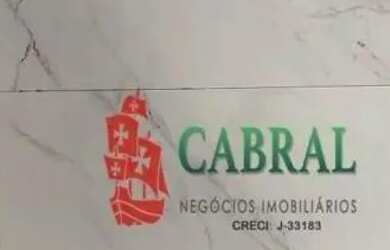 CABRAL
NEGÓCIOS IMOBILIÁRIOS
CRECI: J-33183